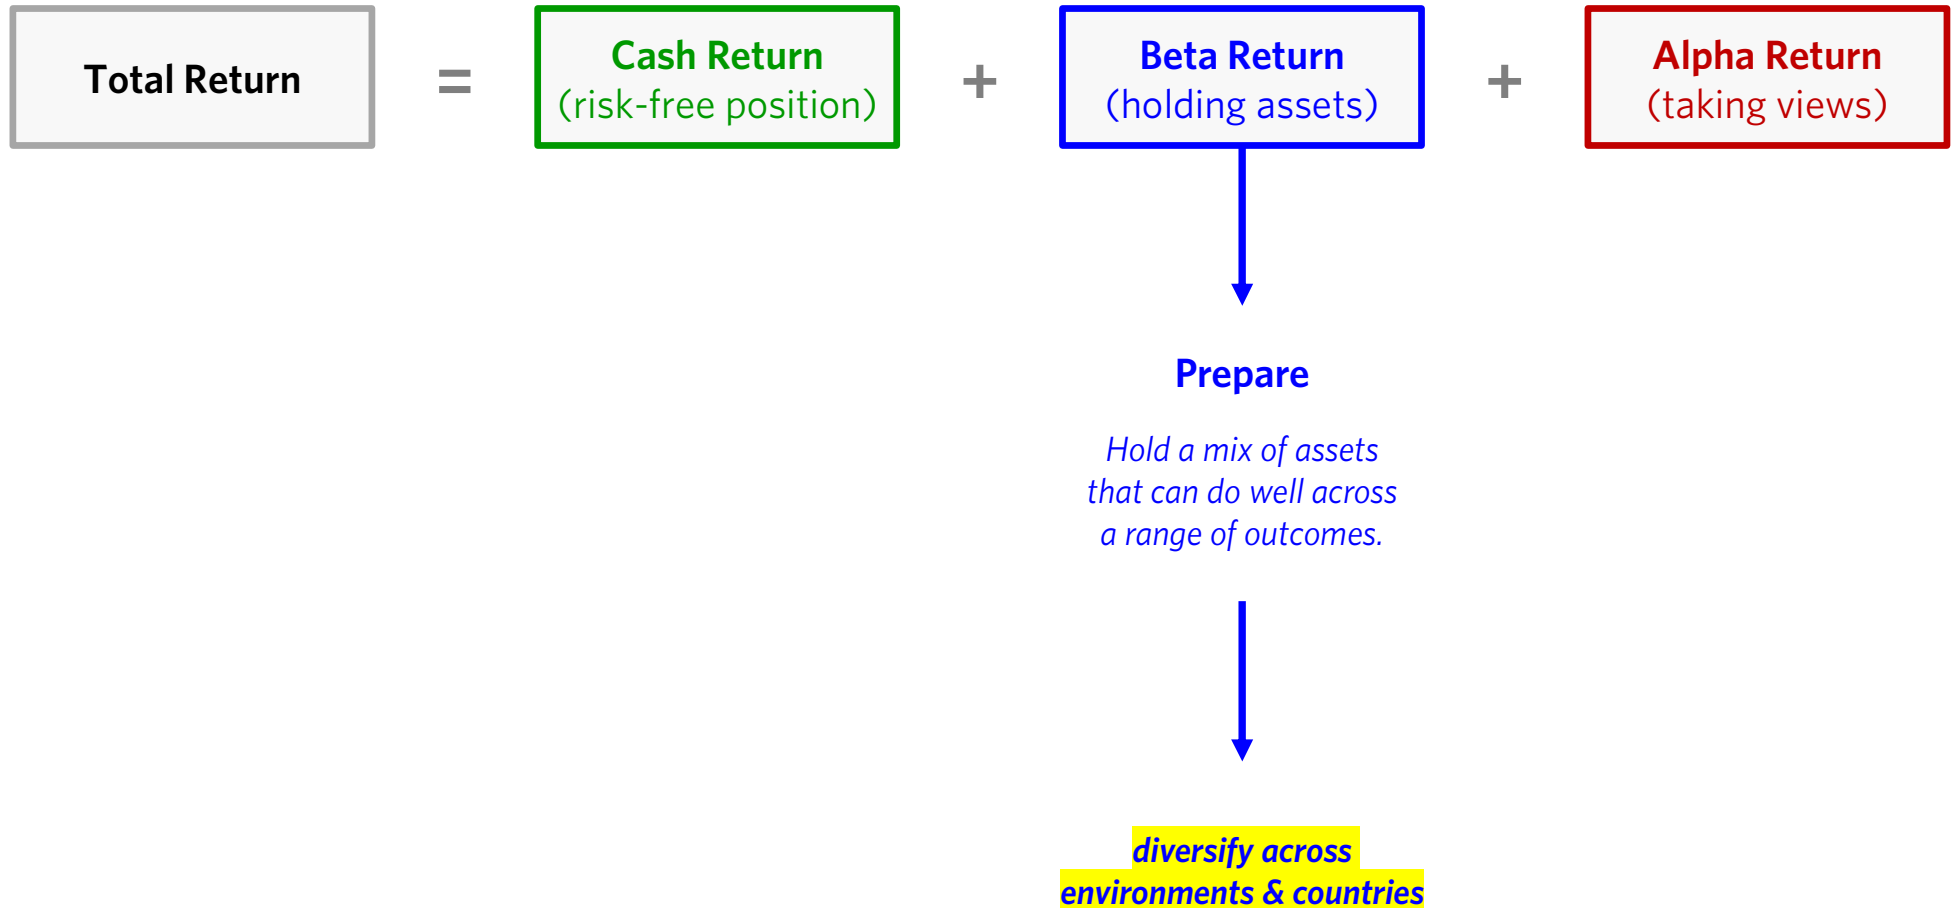 Total Return
=
Cash Return
(risk-free position)
+
Beta Return
(holding assets)
+
Alpha Return
(taking views)
Prepare
Hold a mix of assets
that can do well across
a range of outcomes.
diversify across
environments & countries